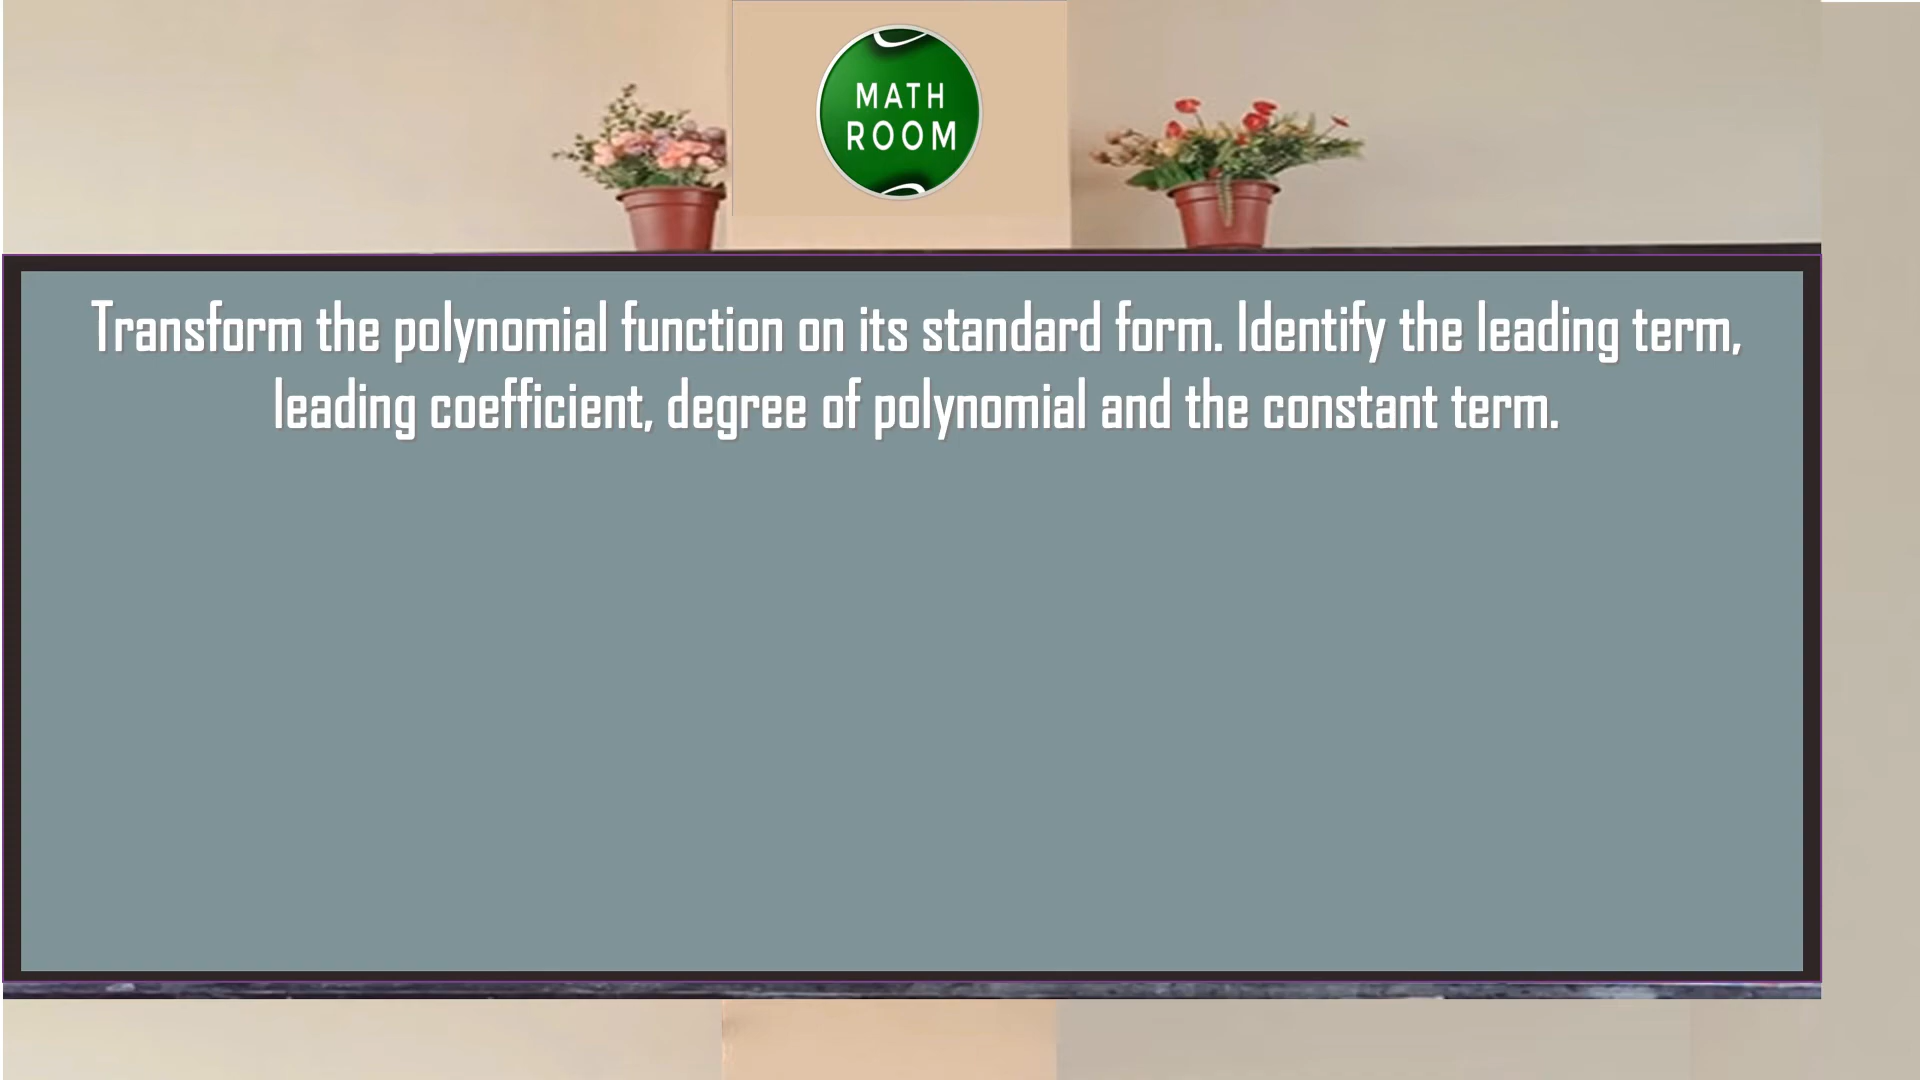 MATH
ROOM
Transform the polynomial function on its standard form. Identify the leading term,
leading coefficient, degree of polynomial and the constant term.